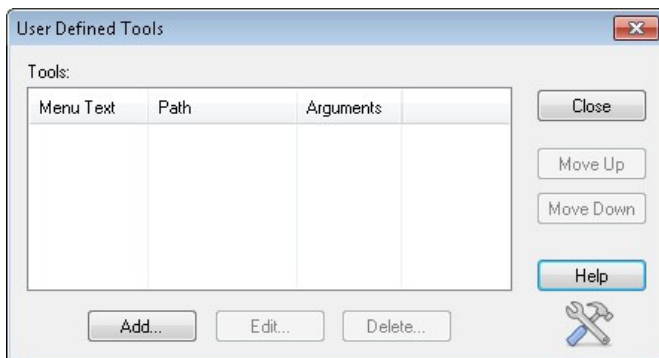 User Defined Tools
Tools:
Menu Text Path Arguments
Close
Move Up
Move Down
Help
Add... Edit... Delete...